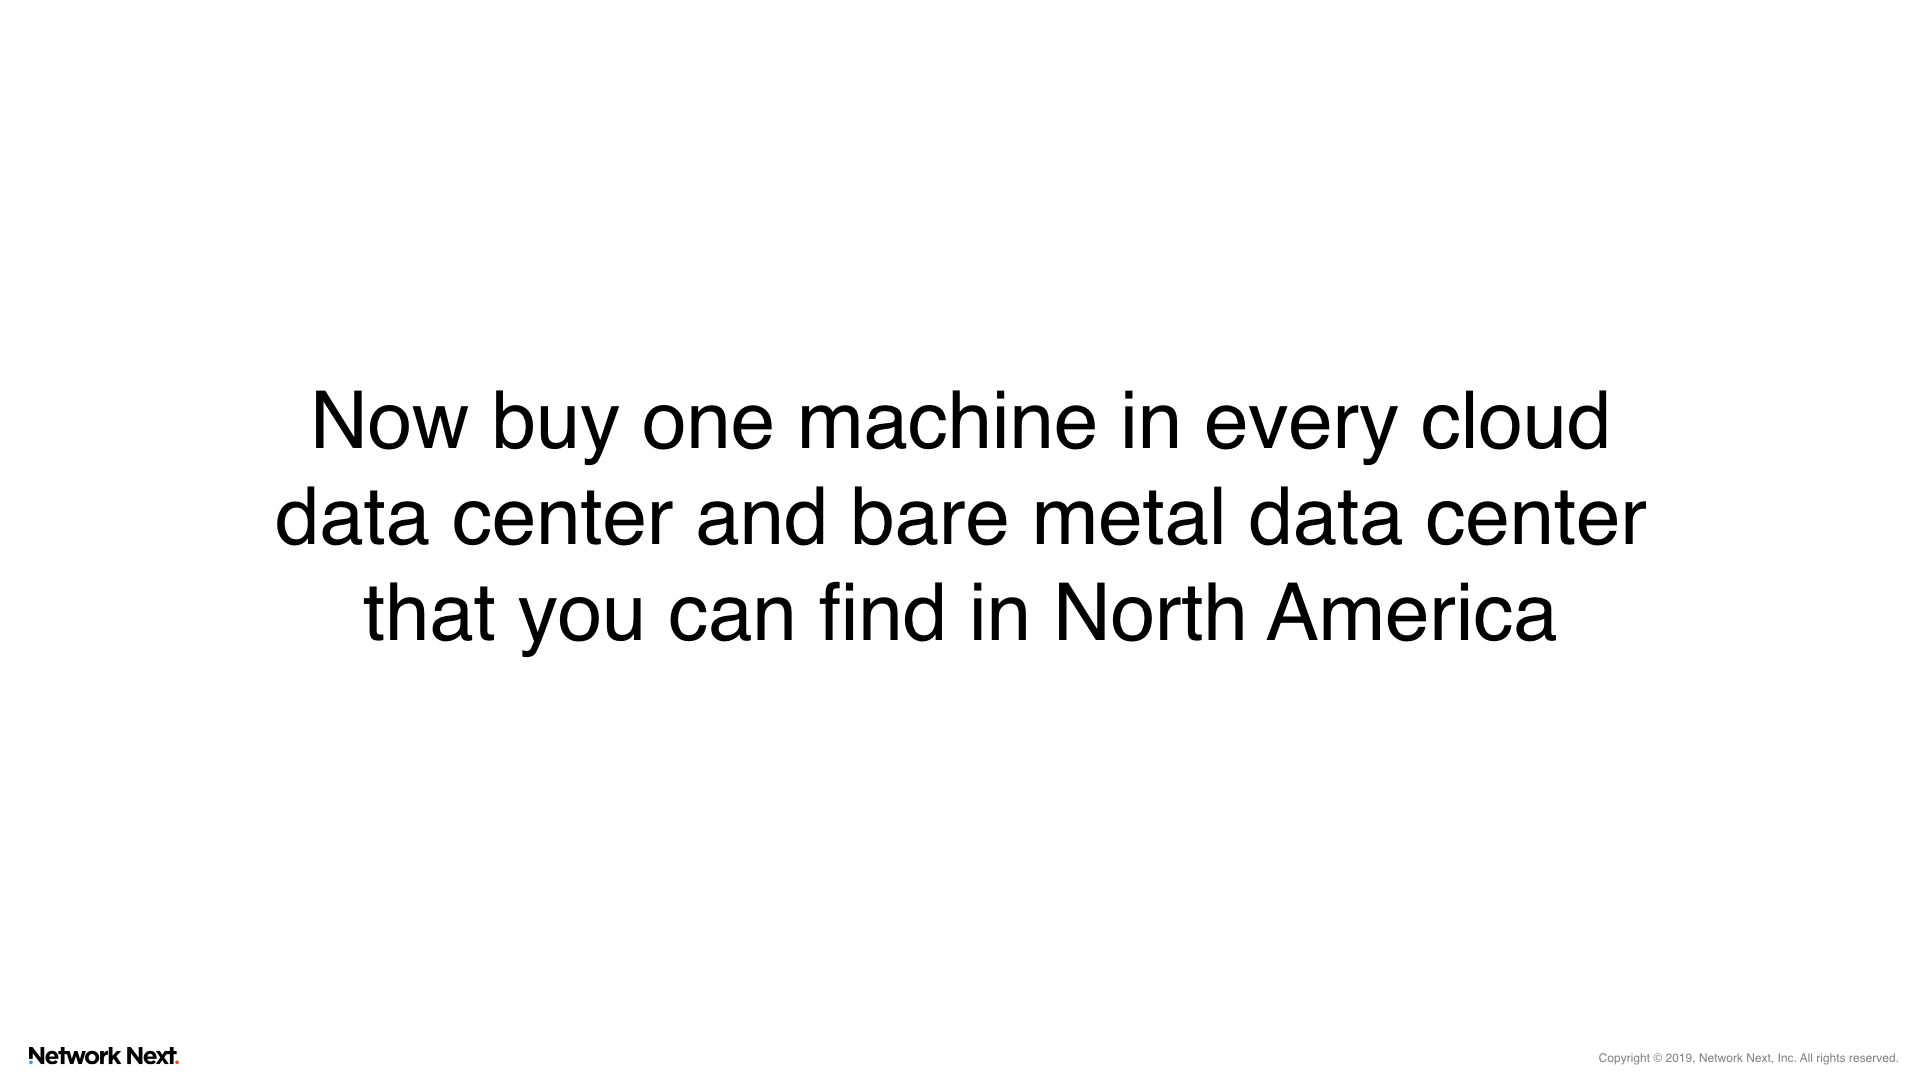 Now buy one machine in every cloud
data center and bare metal data center
that you can find in North America
Network Next.
Copyright © 2019, Network Next, Inc. All rights reserved.